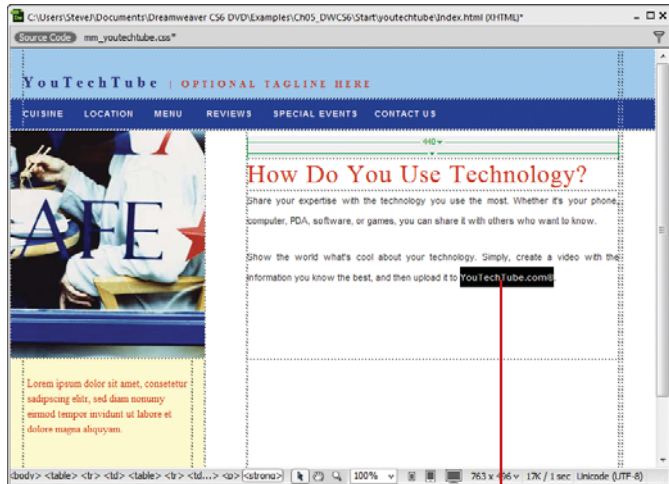 C:\Users\SteveJ\Documents\Dreamweaver CS6 DVD\Examples\Ch05_DWCS6\Start\youtechtube\Index.html (XHTML)*
Source Code mm_youtechtube.css*
YouTechTube | OPTIONAL TAGLINE HERE
CUISINE LOCATION MENU REVIEWS SPECIAL EVENTS CONTACT US
440
How Do You Use Technology?
Share your expertise with the technology you use the most. Whether it's your phone,
computer, PDA, software, or games, you can share it with others who want to know.
Show the world what's cool about your technology. Simply, create a video with the
information you know the best, and then upload it to YouTechTube.com®.
AFE
Lorem ipsum dolor sit amet, consetetur
sadipscing elitr, sed diam nonumy
eirmod tempor invidunt ut labore et
dolore magna aliquyam.
<body> <table> <tr> <td> <table> <tr> <td...> <p> <strong> 100% 763 x 496 17K / 1 sec Unicode (UTF-8)